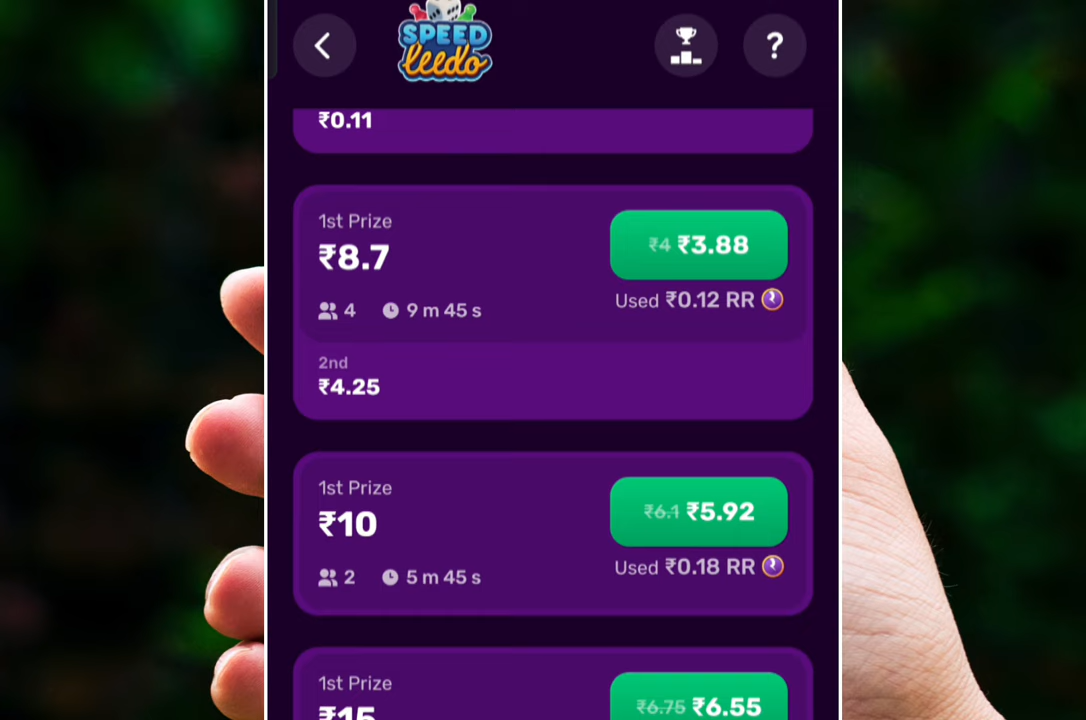 SPEED
leedo
?
₹0.11
1st Prize
₹8.7
₹4 ₹3.88
Used ₹0.12 RR
4 9 m 45 s
2nd
₹4.25
1st Prize
₹10
₹6.1 ₹5.92
Used ₹0.18 RR
2 5 m 45 s
1st Prize
₹15
₹6.75 ₹6.55